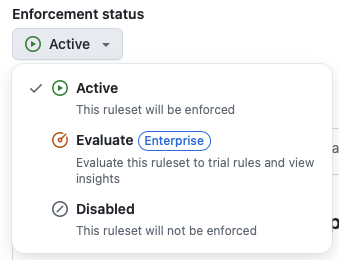 Enforcement status
Active
Active
This ruleset will be enforced
Evaluate Enterprise
Evaluate this ruleset to trial rules and view
insights
Disabled
This ruleset will not be enforced